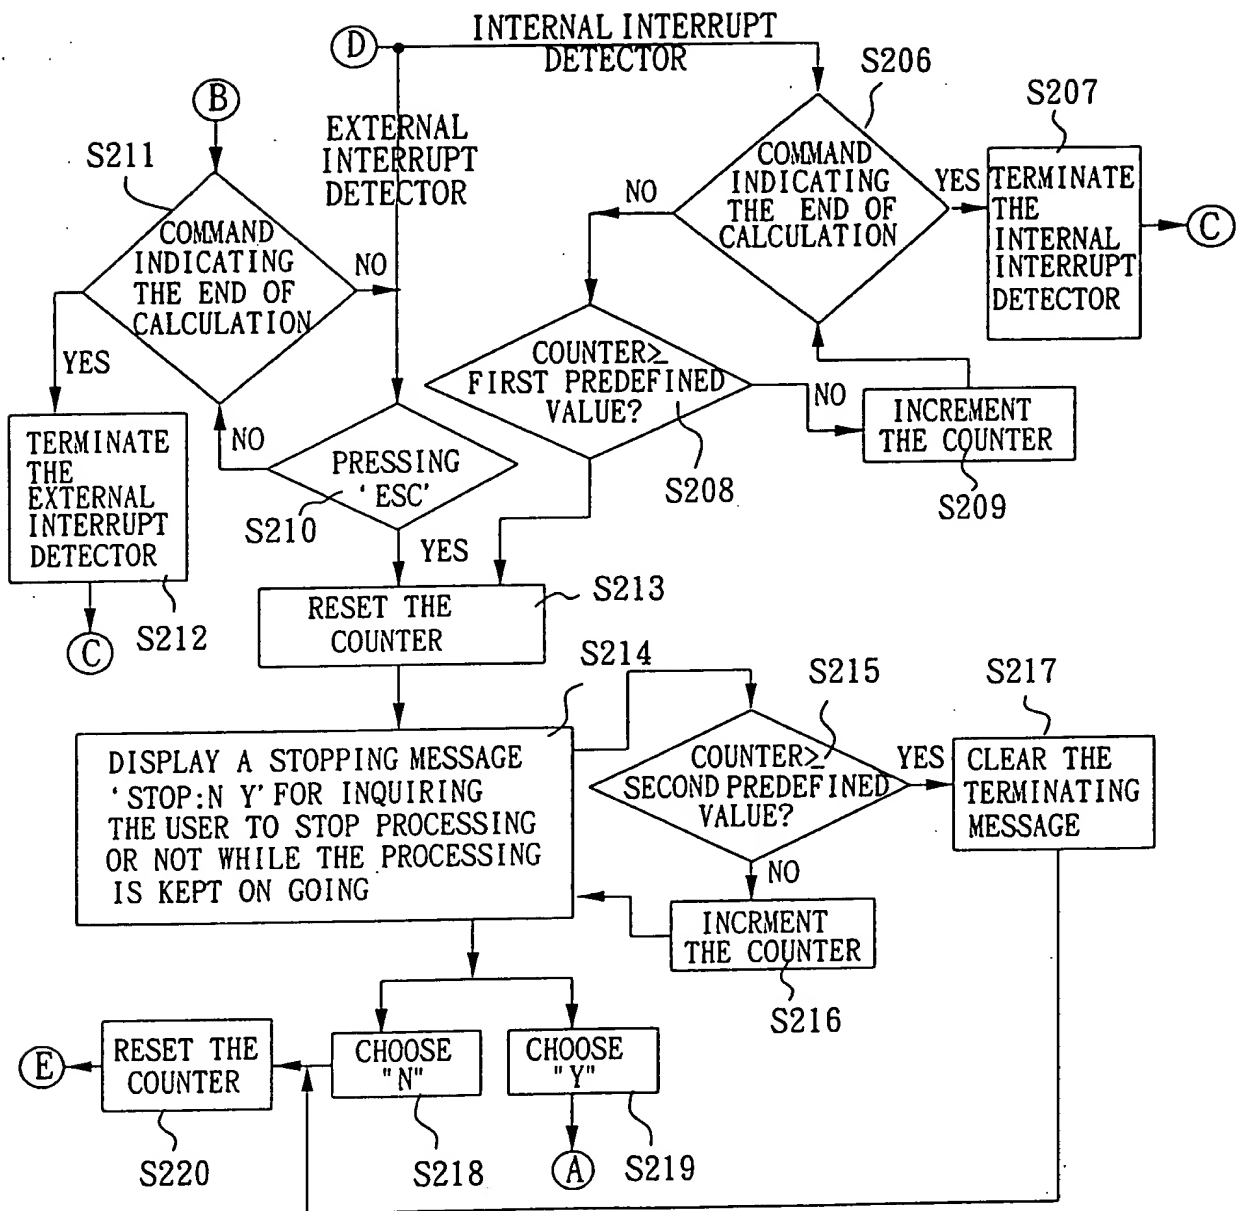 D
INTERNAL INTERRUPT
DETECTOR
S206
S207
B
EXTERNAL
INTERRUPT
DETECTOR
S211
COMMAND
INDICATING
THE END OF
CALCULATION
NO
YES
TERMINATE
THE
INTERNAL
INTERRUPT
DETECTOR
C
COMMAND
INDICATING
THE END OF
CALCULATION
NO
YES
COUNTER≥
FIRST PREDEFINED
VALUE?
NO
INCREMENT
THE COUNTER
S208
S209
TERMINATE
THE
EXTERNAL
INTERRUPT
DETECTOR
NO
PRESSING
'ESC'
S210
YES
S212
C
RESET THE
COUNTER
S213
S214
S215
S217
DISPLAY A STOPPING MESSAGE
'STOP:N Y' FOR INQUIRING
THE USER TO STOP PROCESSING
OR NOT WHILE THE PROCESSING
IS KEPT ON GOING
COUNTER≥
SECOND PREDEFINED
VALUE?
YES
CLEAR THE
TERMINATING
MESSAGE
NO
INCRMENT
THE COUNTER
S216
E
RESET THE
COUNTER
CHOOSE
"N"
CHOOSE
"Y"
S220
S218
A
S219